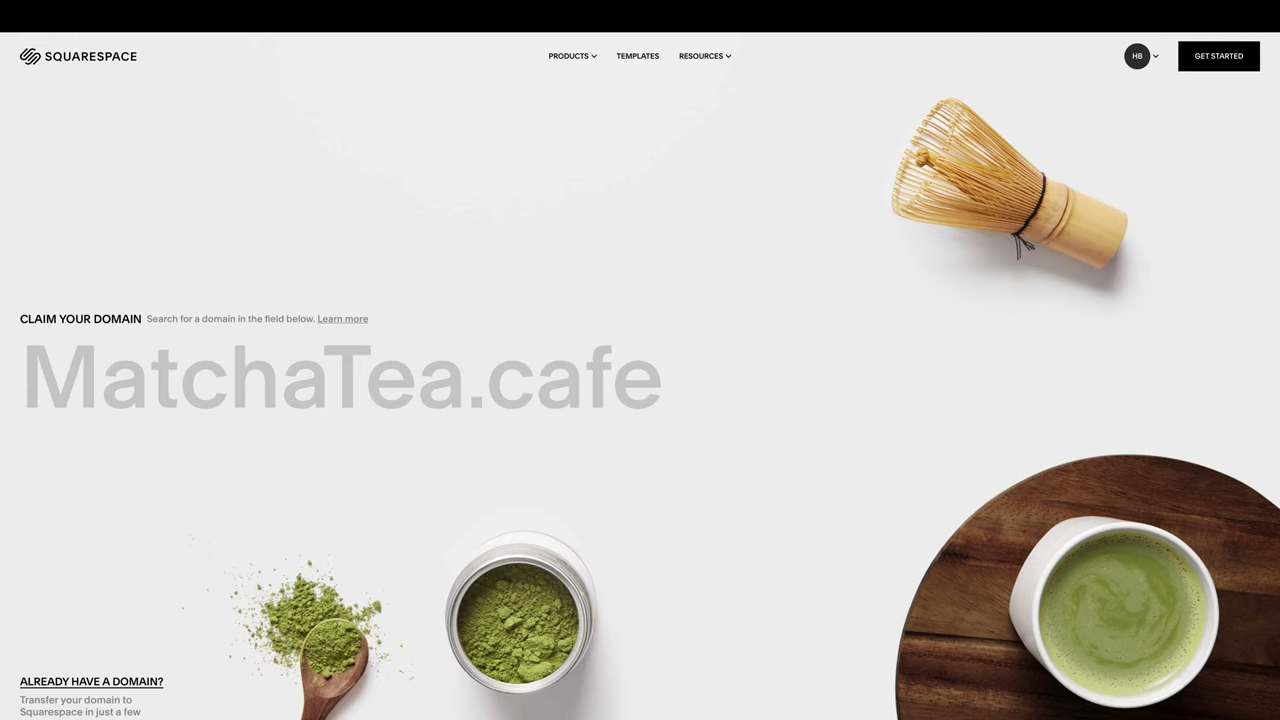 SQUARESPACE
PRODUCTS
TEMPLATES
RESOURCES
HB
GET STARTED
CLAIM YOUR DOMAIN Search for a domain in the field below. Learn more
MatchaTea.cafe
ALREADY HAVE A DOMAIN?
Transfer your domain to
Squarespace in just a few